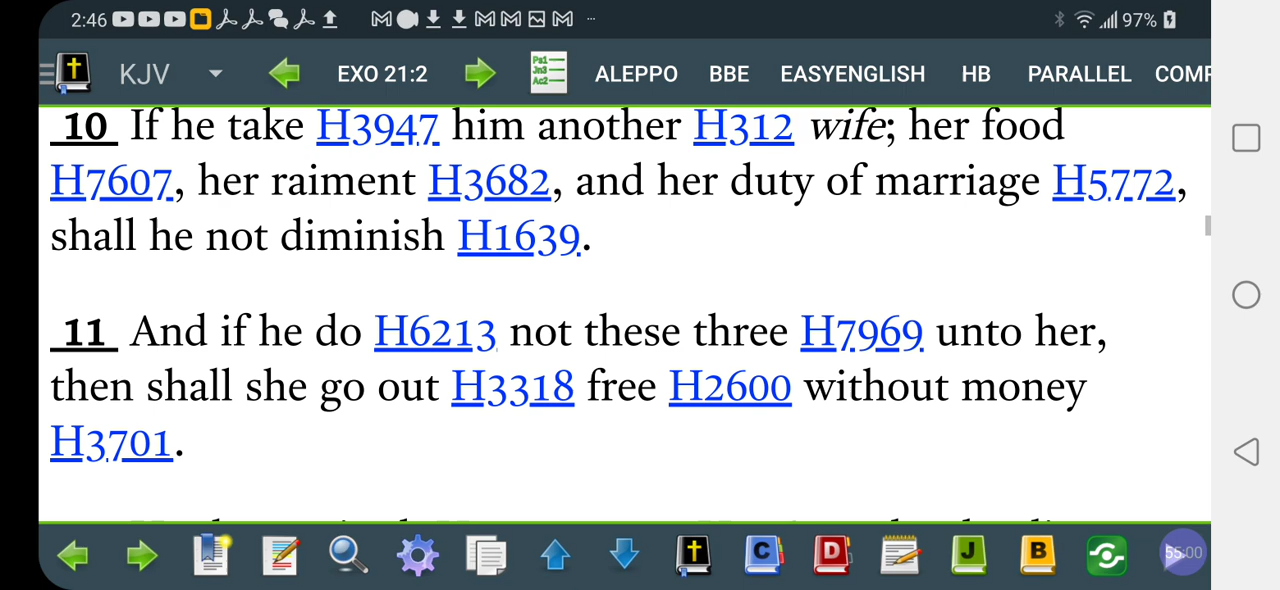 2:46 97%
KJV EXO 21:2 ALEPPO BBE EASYENGLISH HB PARALLEL
10 If he take H3947 him another H312 wife; her food
H7607, her raiment H3682, and her duty of marriage H5772,
shall he not diminish H1639.
11 And if he do H6213 not these three H7969 unto her,
then shall she go out H3318 free H2600 without money
H3701.
C D J B 55:00